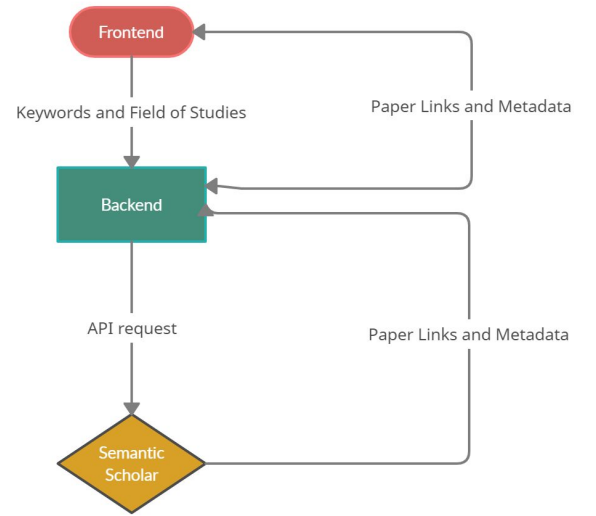 Frontend
Keywords and Field of Studies
Paper Links and Metadata
Backend
API request
Paper Links and Metadata
Semantic
Scholar